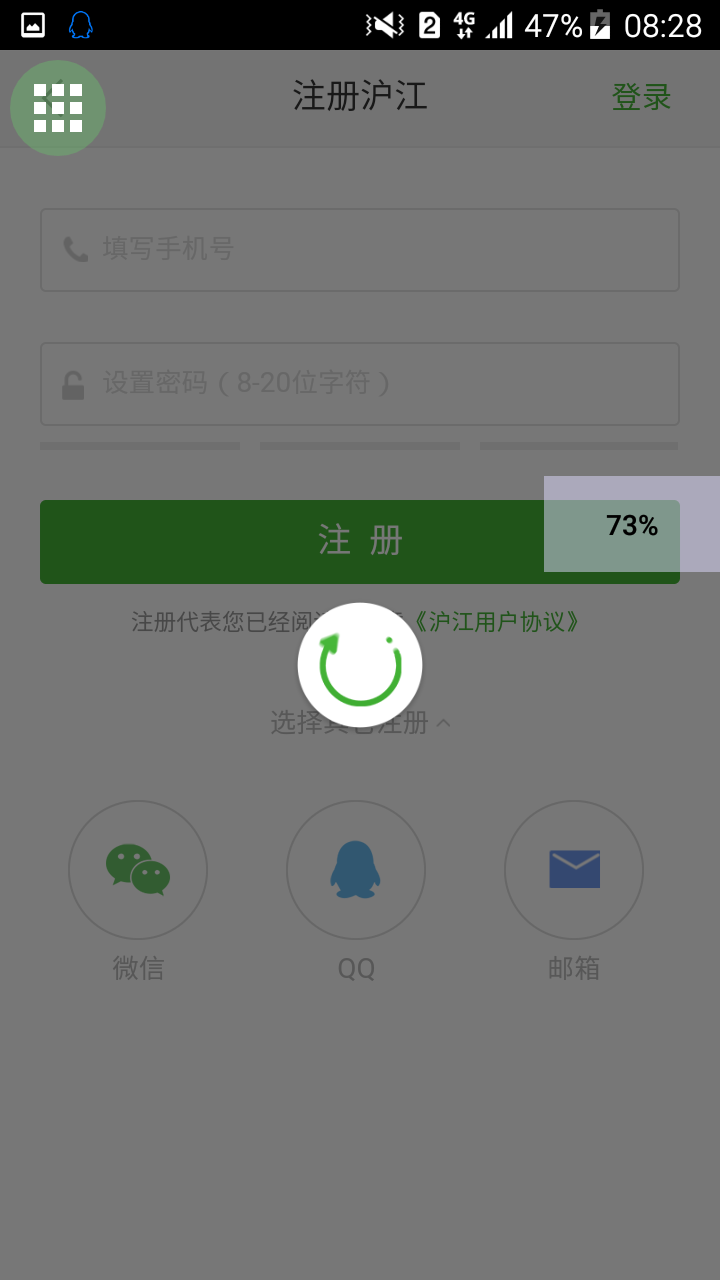 2 4G 47% 08:28
注册沪江 登录
填写手机号
设置密码（8-20位字符）
73%
注 册
注册代表您已经阅 《沪江用户协议》
选择其它注册
微信 QQ 邮箱